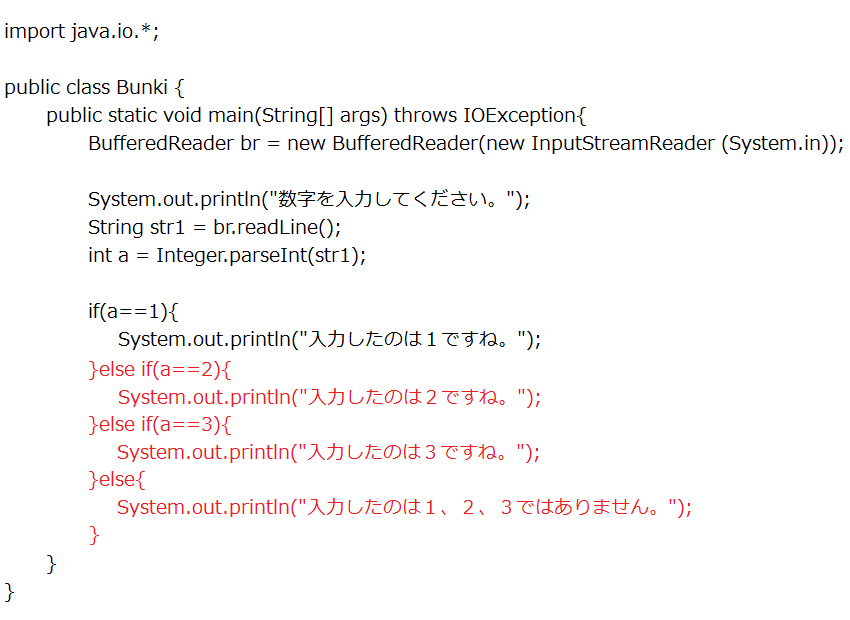 import java.io.*;
public class Bunki {
public static void main(String[] args) throws IOException{
BufferedReader br = new BufferedReader(new InputStreamReader (System.in));
System.out.println("数字を入力してください。");
String str1 = br.readLine();
int a = Integer.parseInt(str1);
if(a==1){
System.out.println("入力したのは１ですね。");
}else if(a==2){
System.out.println("入力したのは２ですね。");
}else if(a==3){
System.out.println("入力したのは３ですね。");
}else{
System.out.println("入力したのは１、２、３ではありません。");
}
}
}